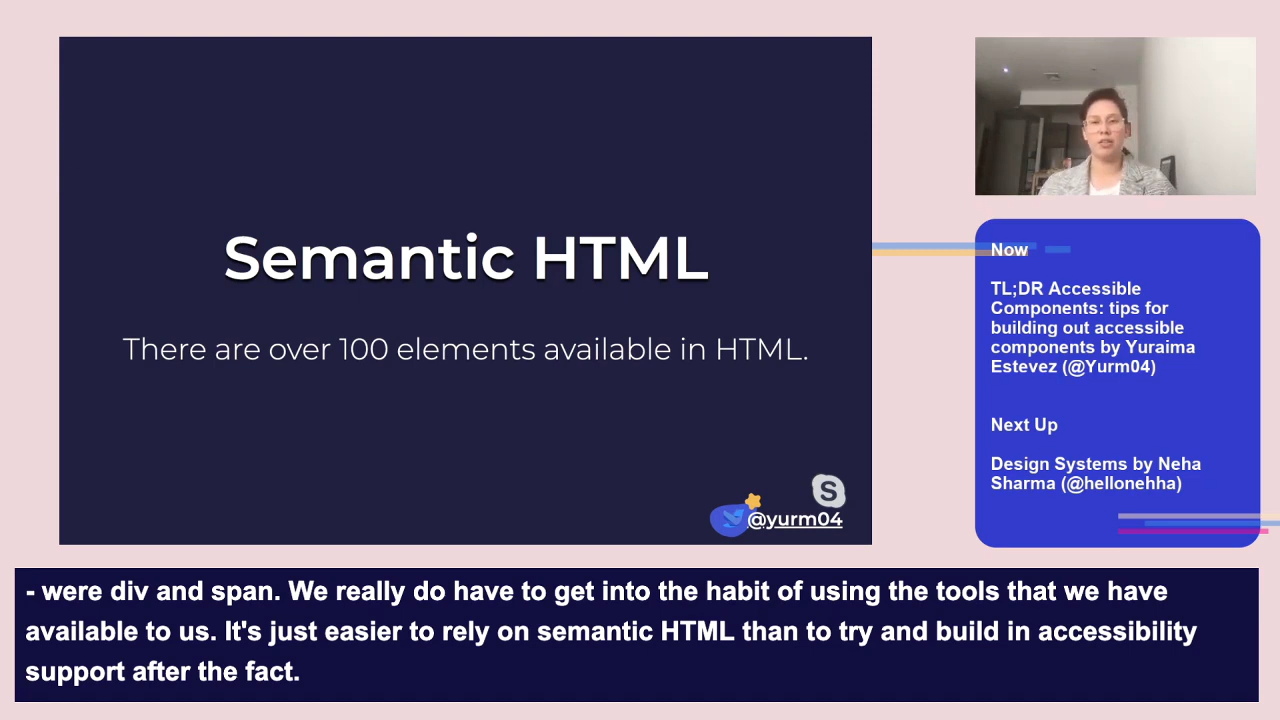 Semantic HTML
There are over 100 elements available in HTML.
S
@yurm04
Now
TL;DR Accessible
Components: tips for
building out accessible
components by Yuraima
Estevez (@Yurm04)
Next Up
Design Systems by Neha
Sharma (@hellonehha)
- were div and span. We really do have to get into the habit of using the tools that we have
available to us. It's just easier to rely on semantic HTML than to try and build in accessibility
support after the fact.